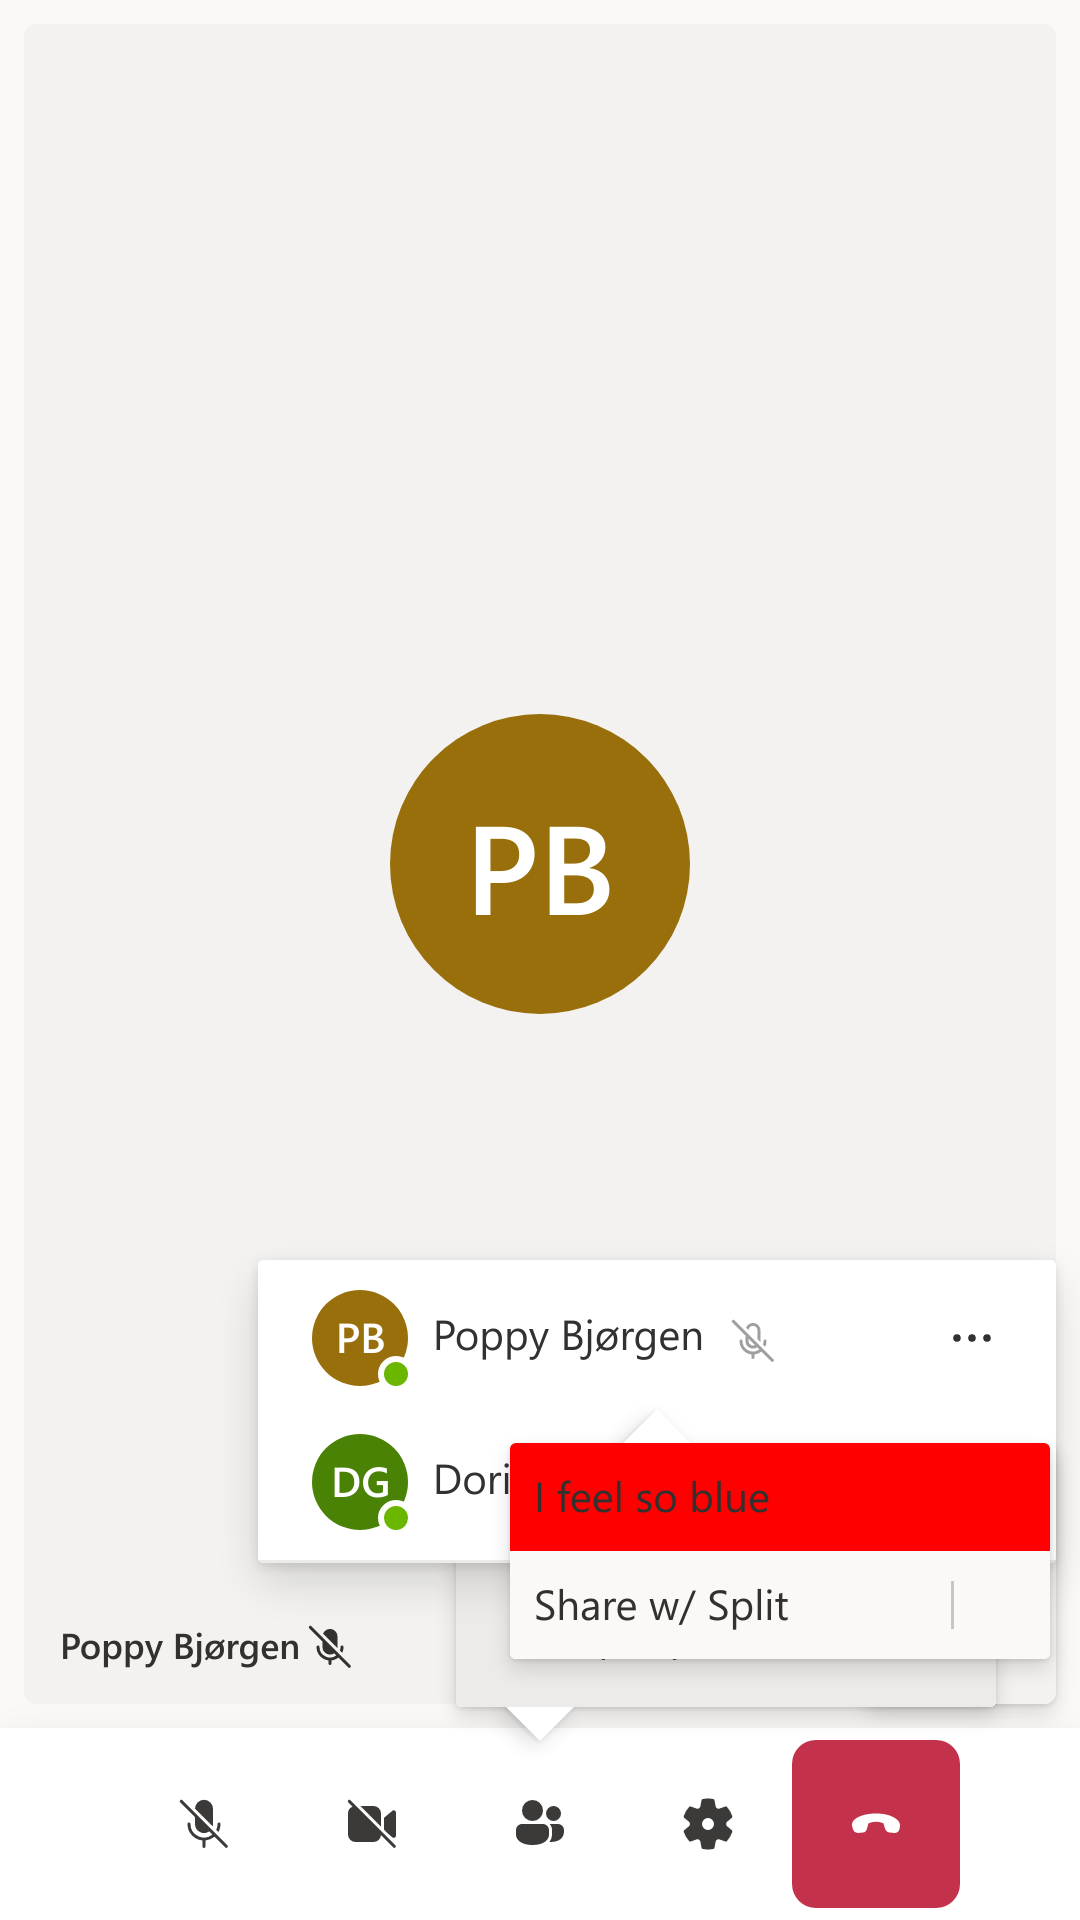 PB
PB Poppy Bjørgen
DG Dori
I feel so blue
Share w/ Split
Poppy Bjørgen